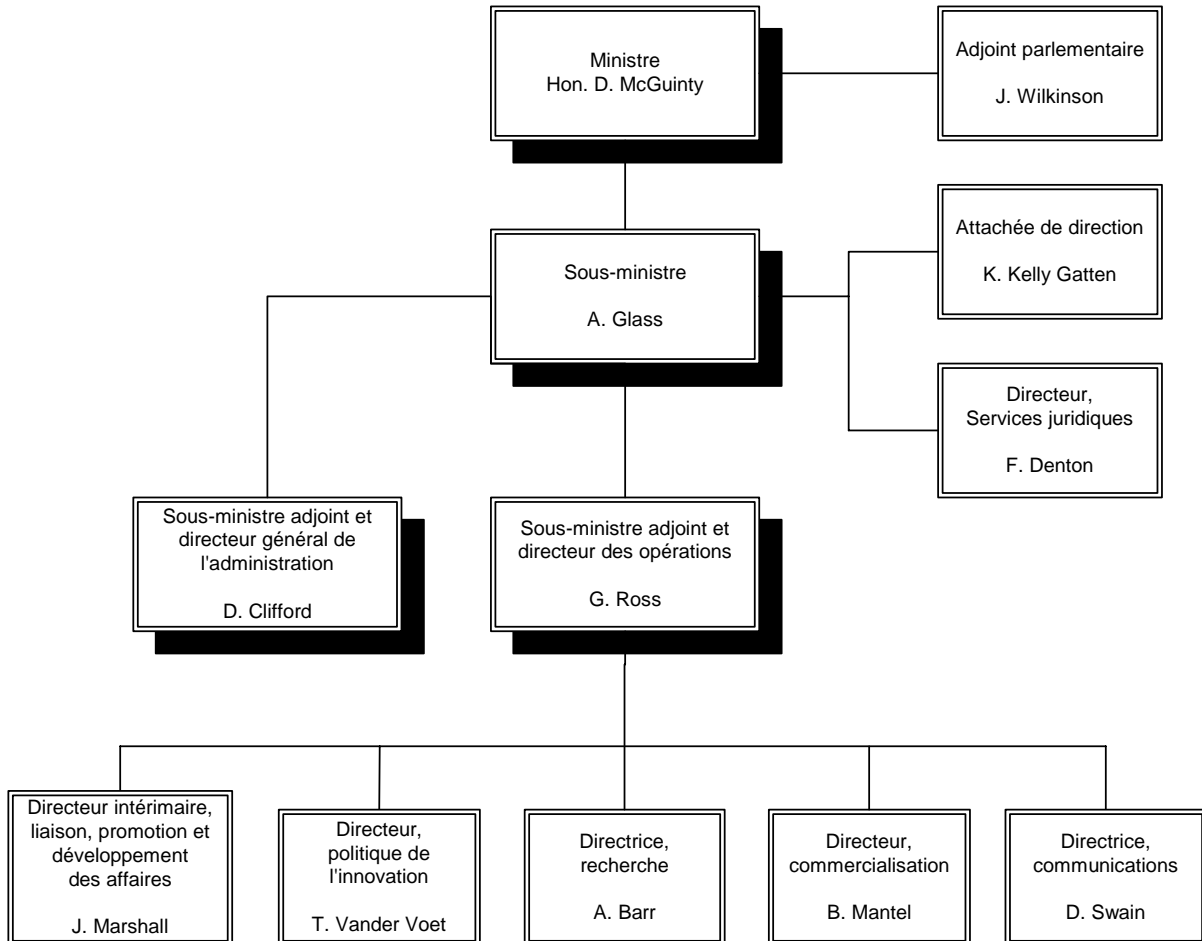 Ministre
Hon. D. McGuinty
Adjoint parlementaire
J. Wilkinson
Sous-ministre
A. Glass
Attachée de direction
K. Kelly Gatten
Directeur,
Services juridiques
F. Denton
Sous-ministre adjoint et
directeur général de
l'administration
D. Clifford
Sous-ministre adjoint et
directeur des opérations
G. Ross
Directeur intérimaire,
liaison, promotion et
développement
des affaires
J. Marshall
Directeur,
politique de
l'innovation
T. Vander Voet
Directrice,
recherche
A. Barr
Directeur,
commercialisation
B. Mantel
Directrice,
communications
D. Swain